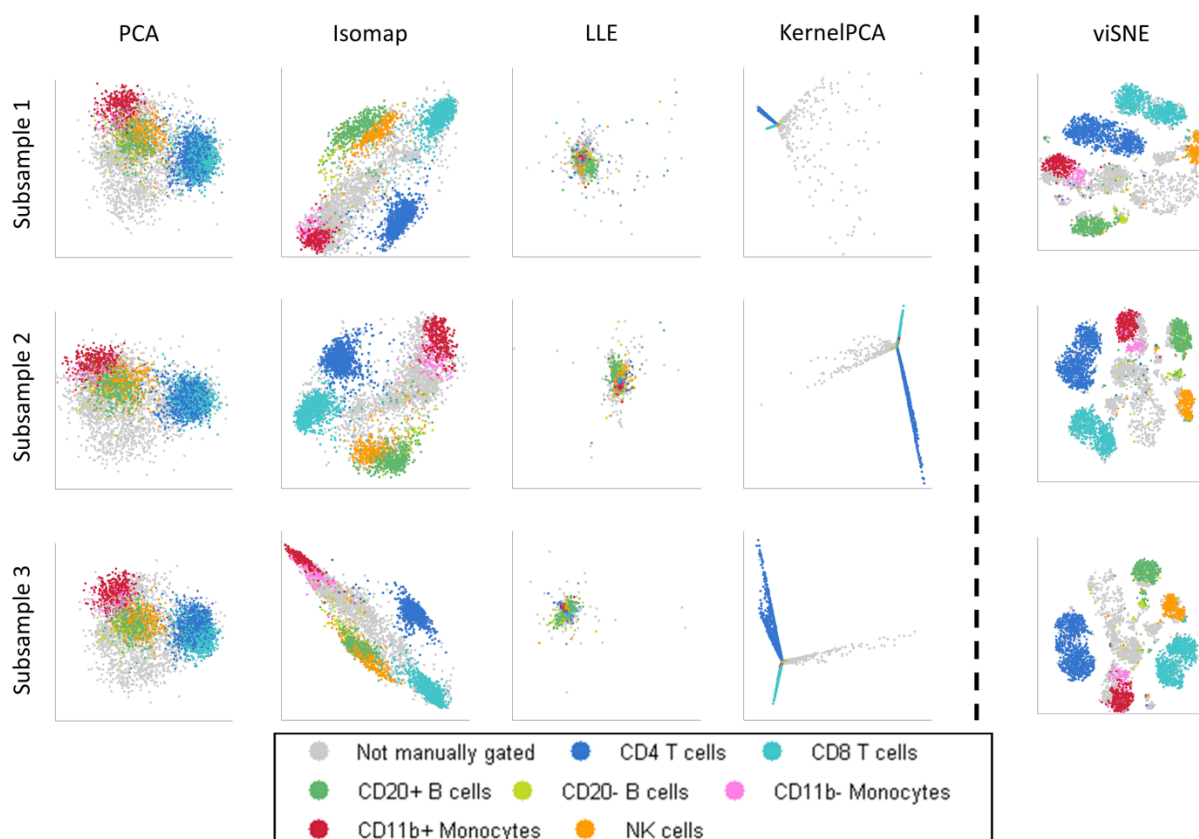 PCA Isomap LLE KernelPCA viSNE
Subsample 1
Subsample 2
Subsample 3
Not manually gated CD4 T cells CD8 T cells
CD20+ B cells CD20- B cells CD11b- Monocytes
CD11b+ Monocytes NK cells